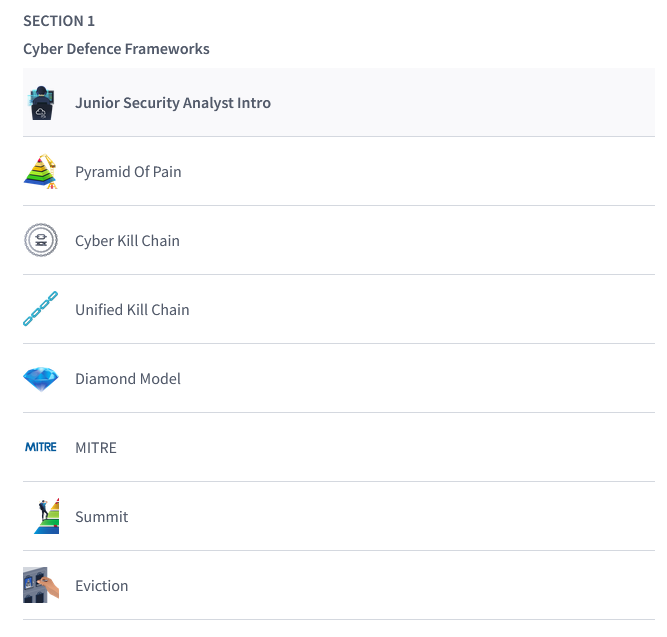 SECTION 1
Cyber Defence Frameworks
Junior Security Analyst Intro
Pyramid Of Pain
Cyber Kill Chain
Unified Kill Chain
Diamond Model
MITRE MITRE
Summit
Eviction